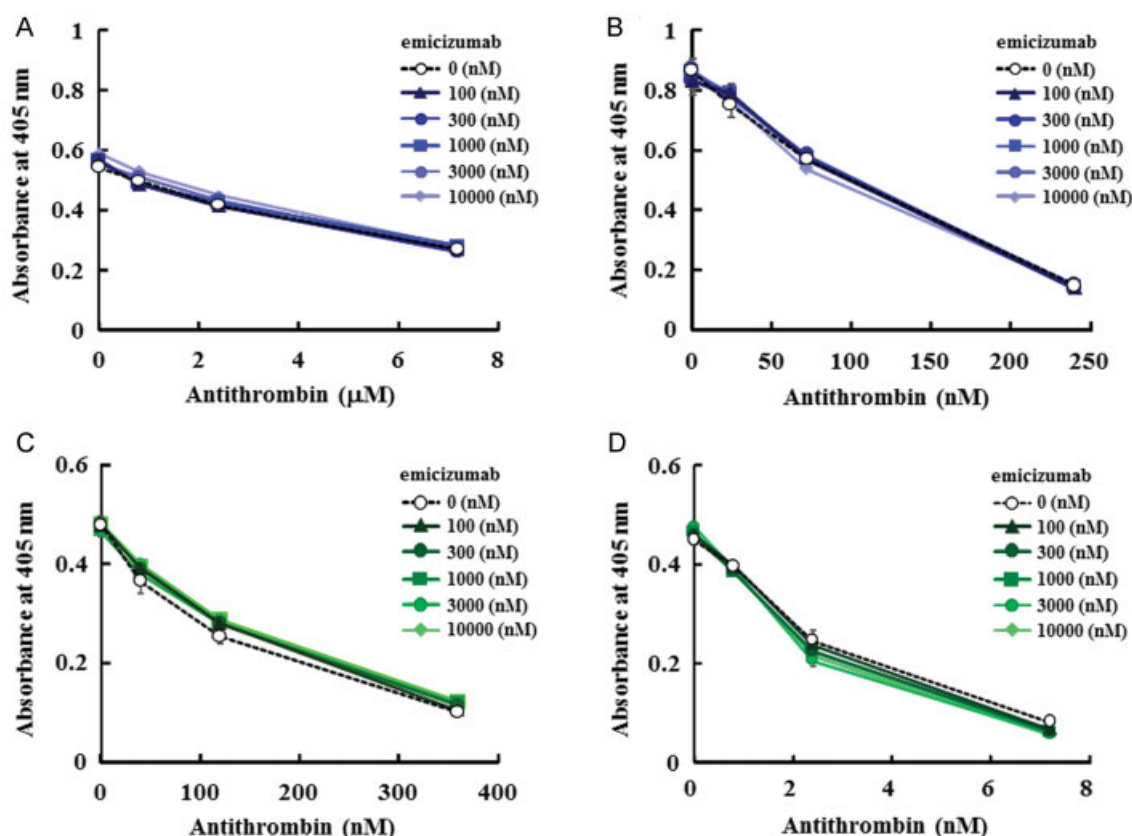 A
Absorbance at 405 nm
1
0.8
0.6
0.4
0.2
0
0 2 4 6 8
Antithrombin (μM)
emicizumab
0 (nM)
100 (nM)
300 (nM)
1000 (nM)
3000 (nM)
10000 (nM)
B
Absorbance at 405 nm
1
0.8
0.6
0.4
0.2
0
0 50 100 150 200 250
Antithrombin (nM)
emicizumab
0 (nM)
100 (nM)
300 (nM)
1000 (nM)
3000 (nM)
10000 (nM)
C
Absorbance at 405 nm
0.6
0.4
0.2
0
0 100 200 300 400
Antithrombin (nM)
emicizumab
0 (nM)
100 (nM)
300 (nM)
1000 (nM)
3000 (nM)
10000 (nM)
D
Absorbance at 405 nm
0.6
0.4
0.2
0
0 2 4 6 8
Antithrombin (nM)
emicizumab
0 (nM)
100 (nM)
300 (nM)
1000 (nM)
3000 (nM)
10000 (nM)